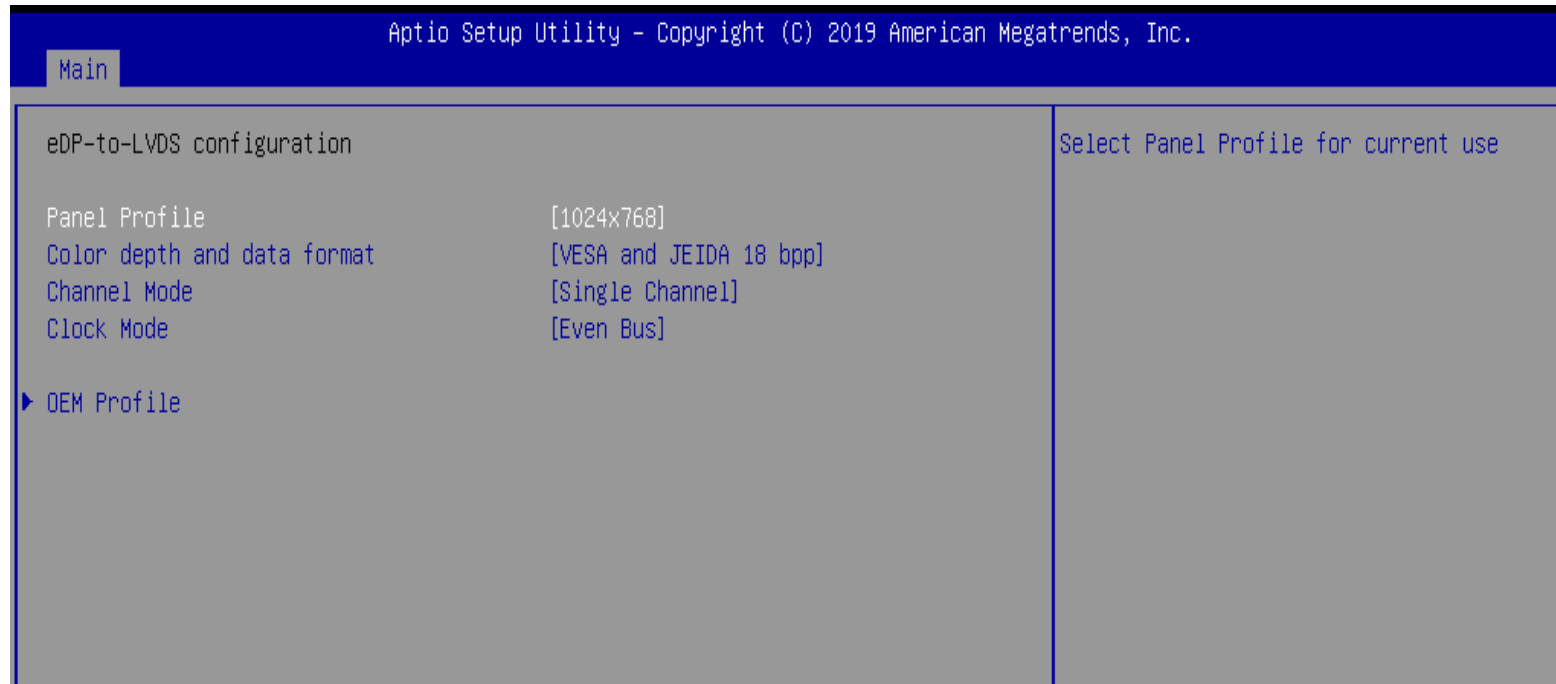 Aptio Setup Utility – Copyright (C) 2019 American Megatrends, Inc.
Main
eDP-to-LVDS configuration
Panel Profile [1024x768]
Color depth and data format [VESA and JEIDA 18 bpp]
Channel Mode [Single Channel]
Clock Mode [Even Bus]
OEM Profile
Select Panel Profile for current use